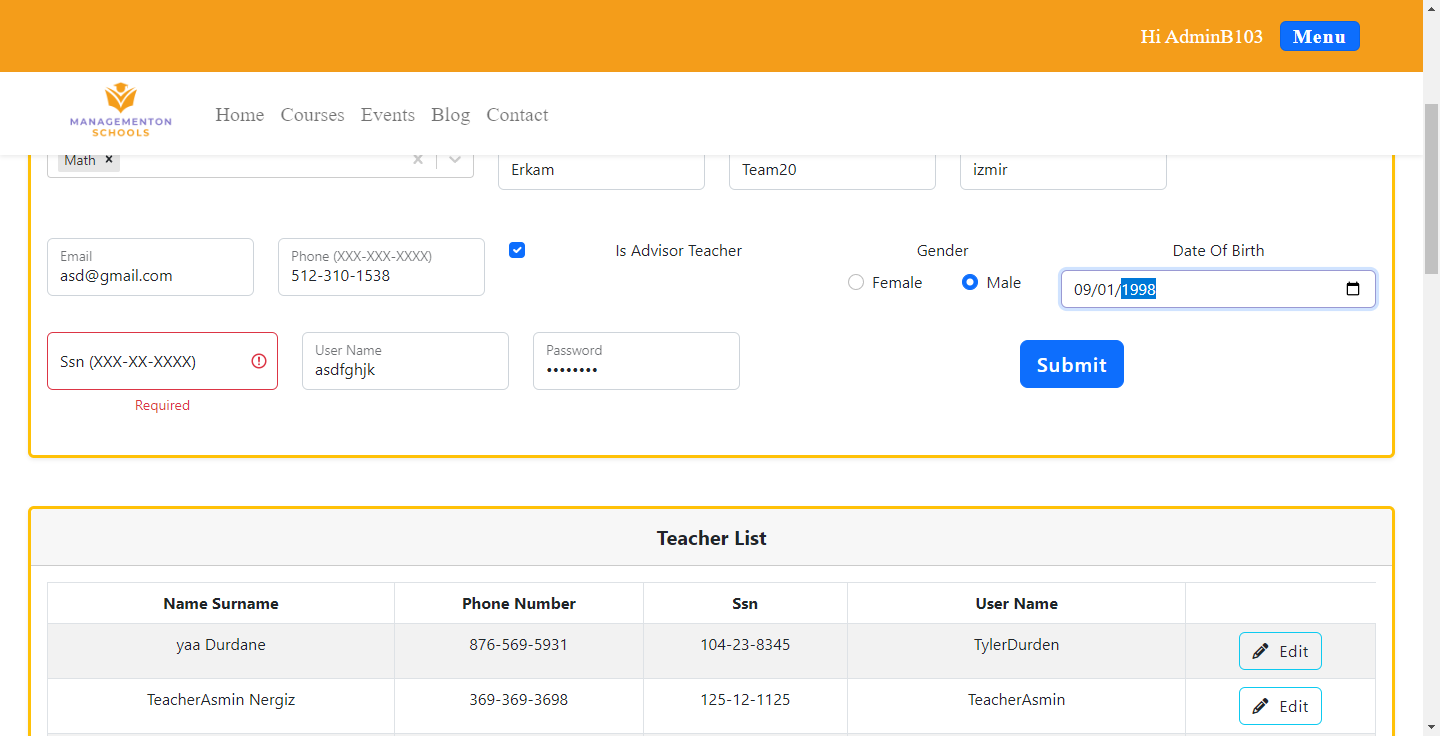 Hi AdminB103 Menu
MANAGEMENTON
SCHOOLS
Home Courses Events Blog Contact
Math × Erkam Team20 izmir
Email Phone (XXX-XXX-XXXX) Is Advisor Teacher Gender Date Of Birth
asd@gmail.com 512-310-1538 Female Male 09/01/1998
Ssn (XXX-XX-XXXX) User Name Password Submit
asdfghjk ••••••••
Required
Teacher List
Name Surname Phone Number Ssn User Name
yaa Durdane 876-569-5931 104-23-8345 TylerDurden Edit
TeacherAsmin Nergiz 369-369-3698 125-12-1125 TeacherAsmin Edit